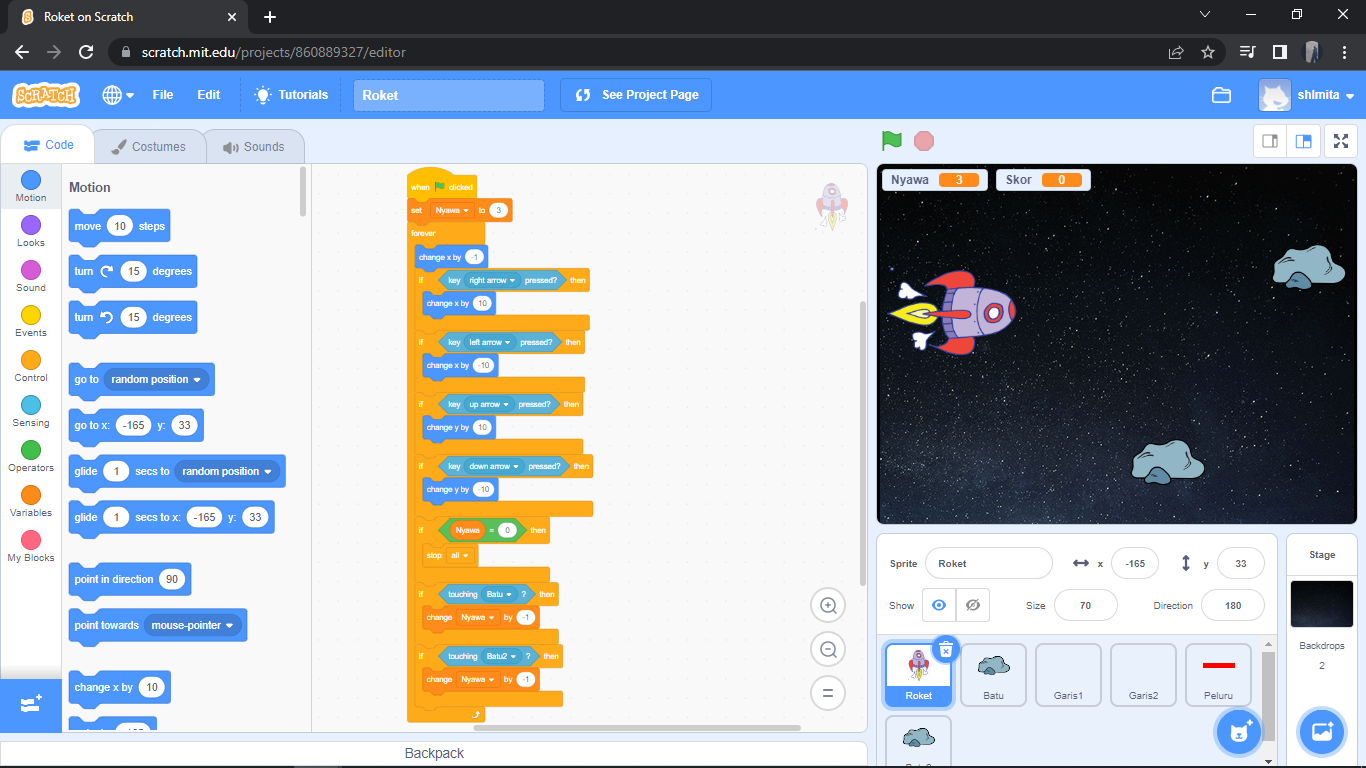 Roket on Scratch
scratch.mit.edu/projects/860889327/editor
SCRATCH File Edit Tutorials Roket See Project Page shlmita
Code Costumes Sounds
Motion
Looks
Sound
Events
Control
Sensing
Operators
Variables
My Blocks
Motion
move 10 steps
turn 15 degrees
turn 15 degrees
go to random position
go to x: -165 y: 33
glide 1 secs to random position
glide 1 secs to x: -165 y: 33
point in direction 90
point towards mouse-pointer
change x by 10
when clicked
set Nyawa to 3
forever
change x by -1
if key right arrow pressed? then
change x by 10
if key left arrow pressed? then
change x by -10
if key up arrow pressed? then
change y by 10
if key down arrow pressed? then
change y by -10
if Nyawa = 0 then
stop all
if touching Batu ? then
change Nyawa by -1
if touching Batu2 ? then
change Nyawa by -1
Backpack
Nyawa 3 Skor 0
Sprite Roket x -165 y 33
Show Size 70 Direction 180
Roket Batu Garis1 Garis2 Peluru
Stage
Backdrops
2